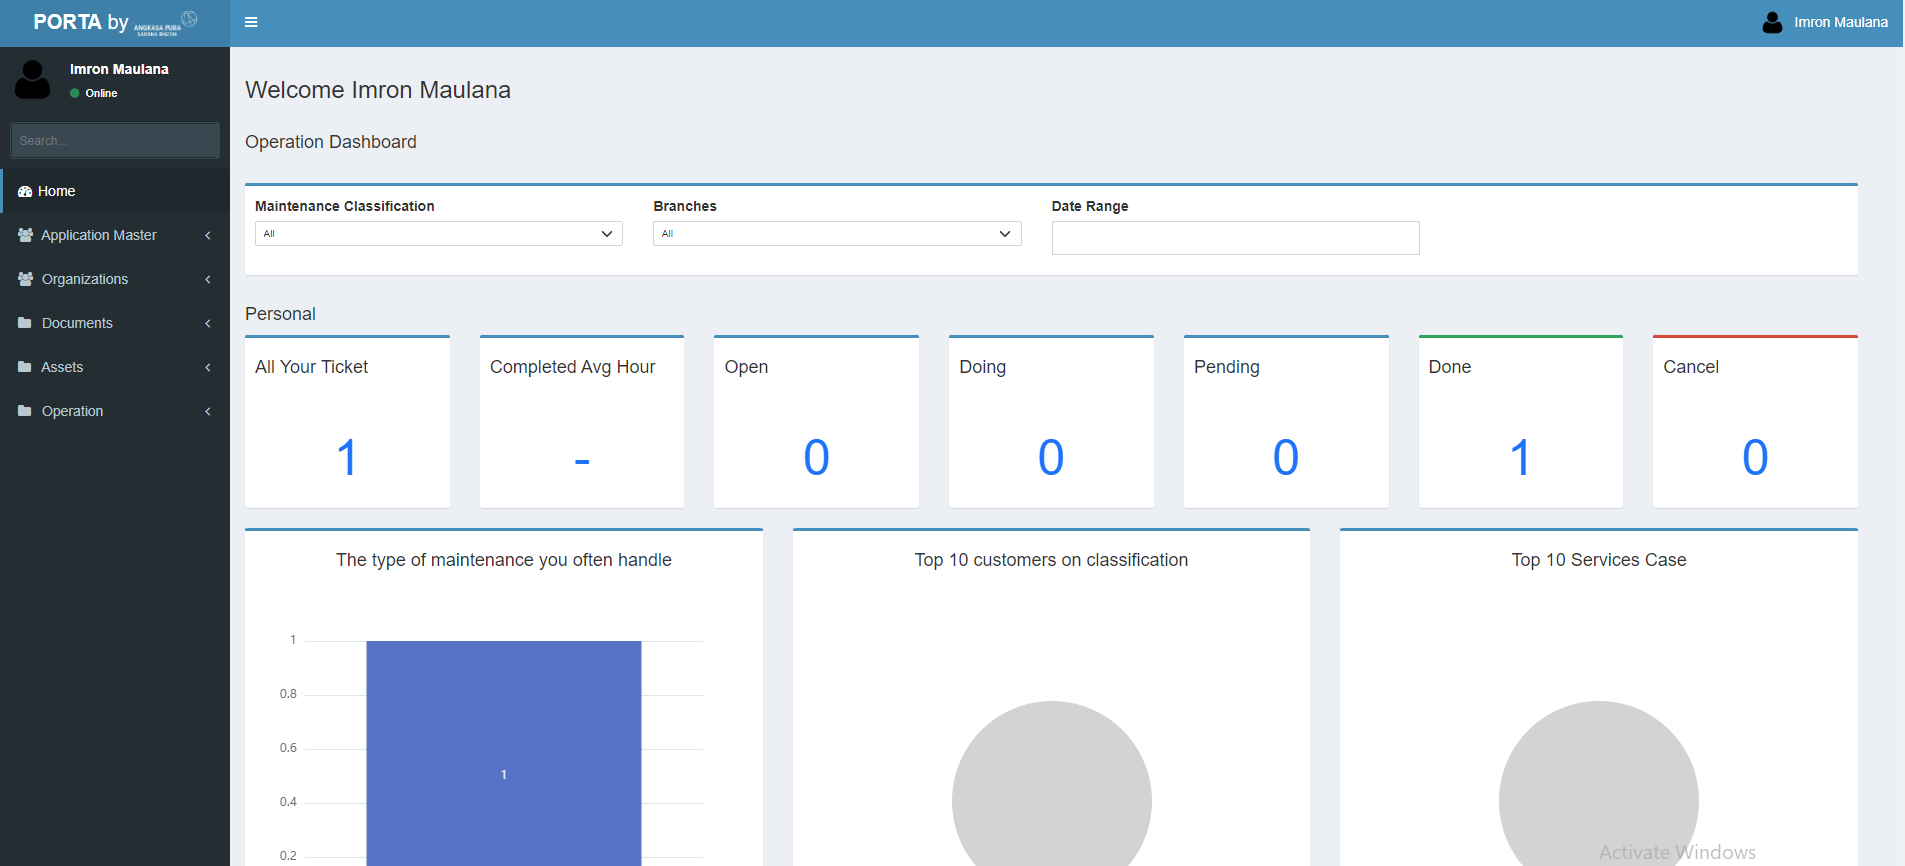 PORTA by ANGKASA PURA
SARANA DIGITAL
Imron Maulana
Imron Maulana
Online
Search...
Home
Application Master
Organizations
Documents
Assets
Operation
Welcome Imron Maulana
Operation Dashboard
Maintenance Classification
All
Branches
All
Date Range
Personal
All Your Ticket
1
Completed Avg Hour
-
Open
0
Doing
0
Pending
0
Done
1
Cancel
0
The type of maintenance you often handle
1
0.8
0.6
0.4
0.2
1
Top 10 customers on classification
Top 10 Services Case
Activate Windows